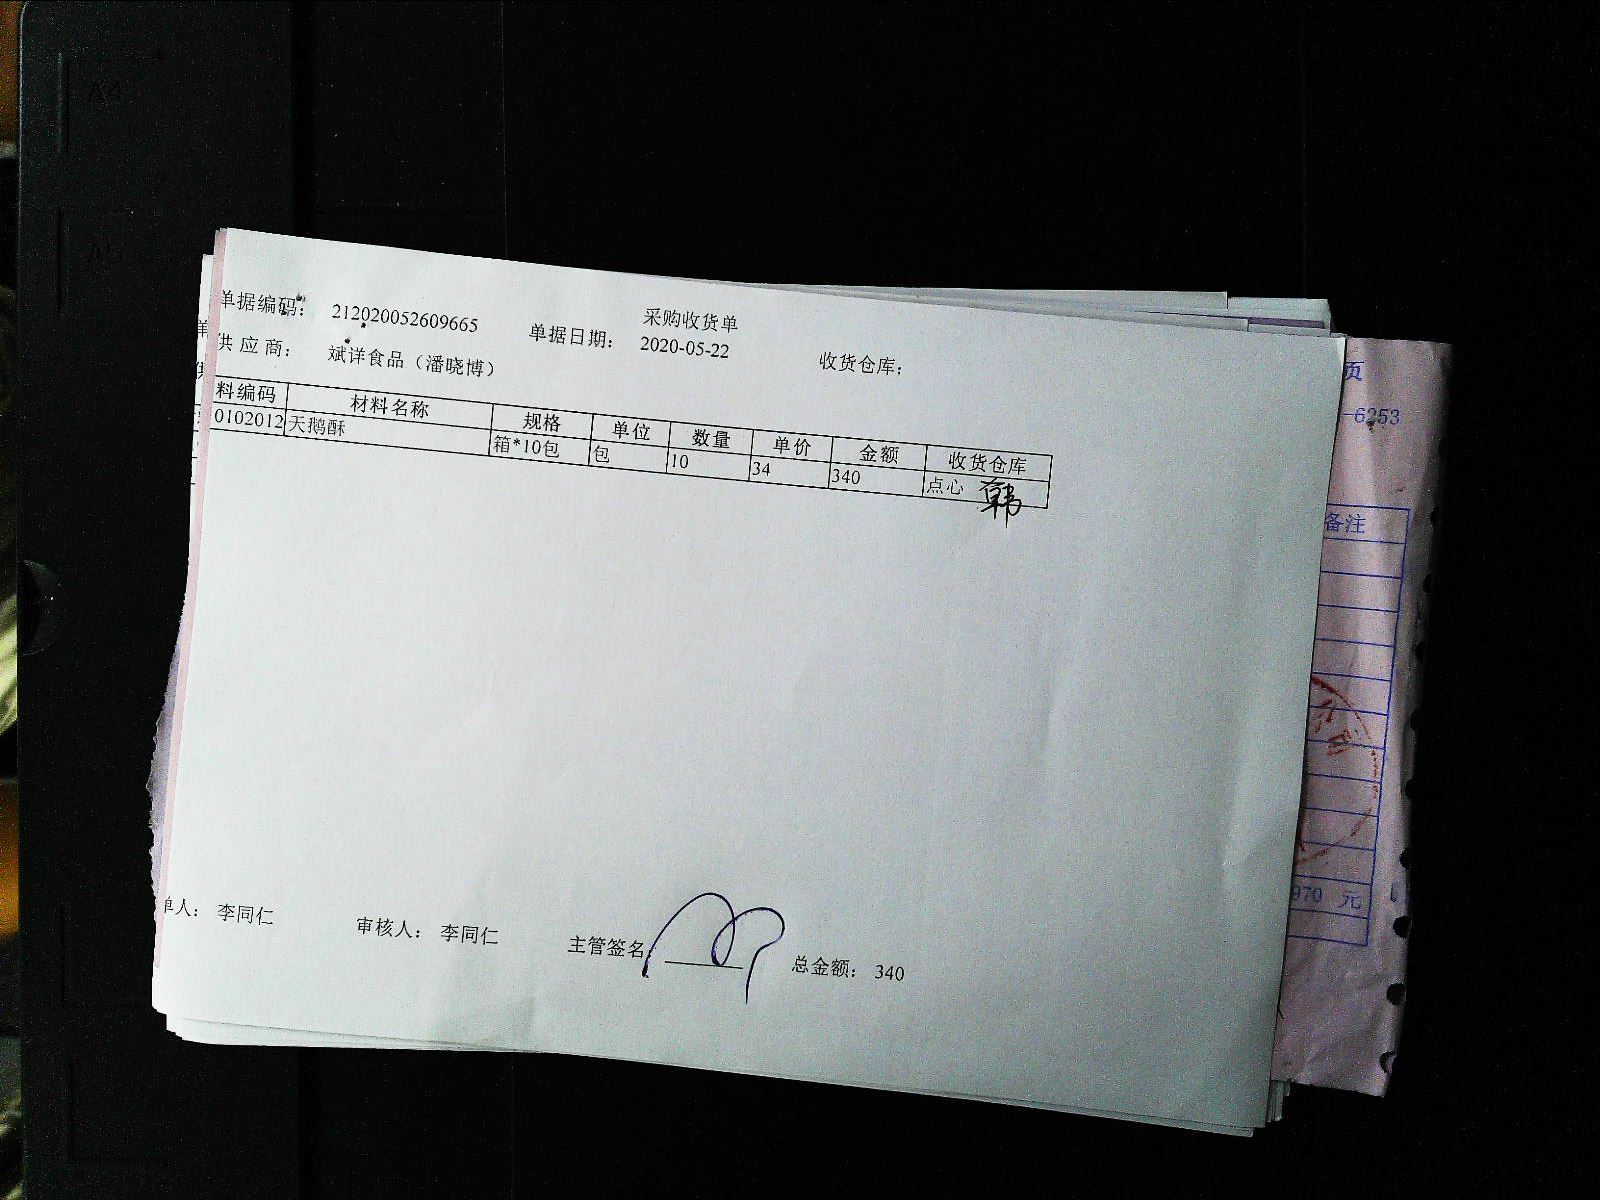 采购收货单
单据编码： 212020052609665 单据日期： 2020-05-22 收货仓库：
供 应 商： 斌详食品（潘晓博）
料编码 材料名称 规格 单位 数量 单价 金额 收货仓库
0102012 天鹅酥 箱*10包 包 10 34 340 点心 韩
单人： 李同仁 审核人： 李同仁 主管签名： 总金额： 340
页
-6253
备注
970 元